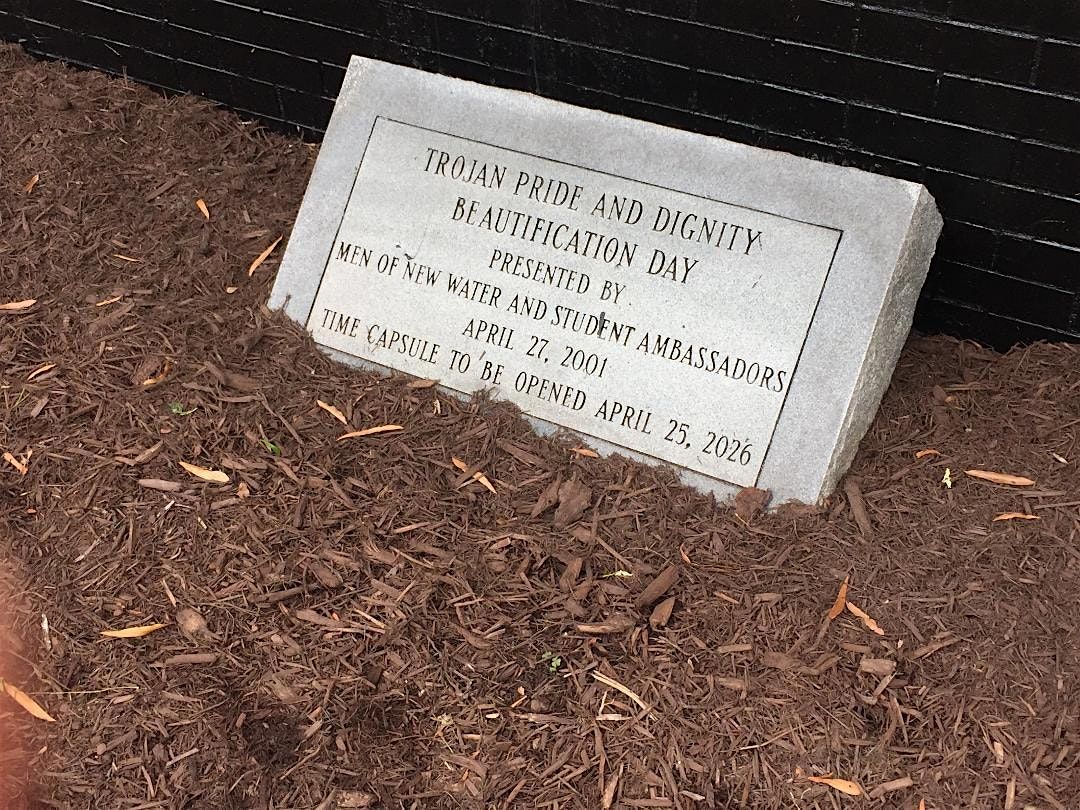 TROJAN PRIDE AND DIGNITY
BEAUTIFICATION DAY
PRESENTED BY
MEN OF NEW WATER AND STUDENT AMBASSADORS
APRIL 27, 2001
TIME CAPSULE TO BE OPENED APRIL 25, 2026